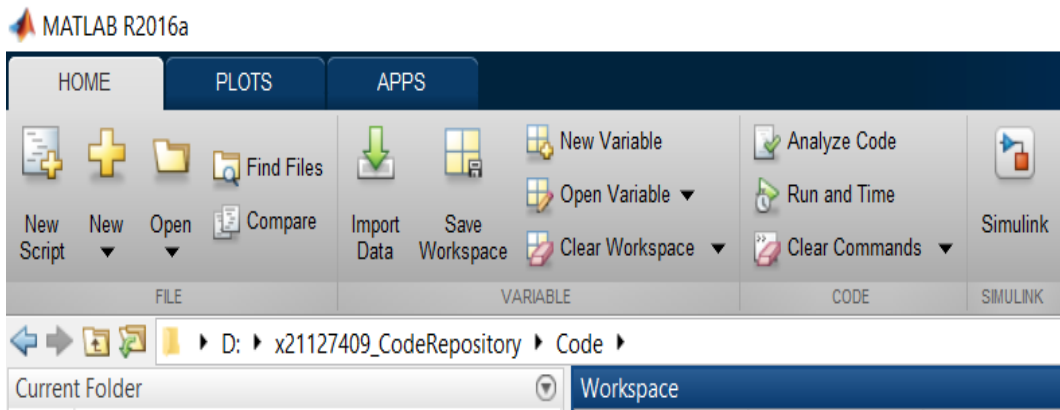 MATLAB R2016a
HOME PLOTS APPS
New Script
New
Open
Find Files
Compare
FILE
Import Data
Save Workspace
New Variable
Open Variable
Clear Workspace
VARIABLE
Analyze Code
Run and Time
Clear Commands
CODE
Simulink
SIMULINK
D: x21127409_CodeRepository Code
Current Folder
Workspace